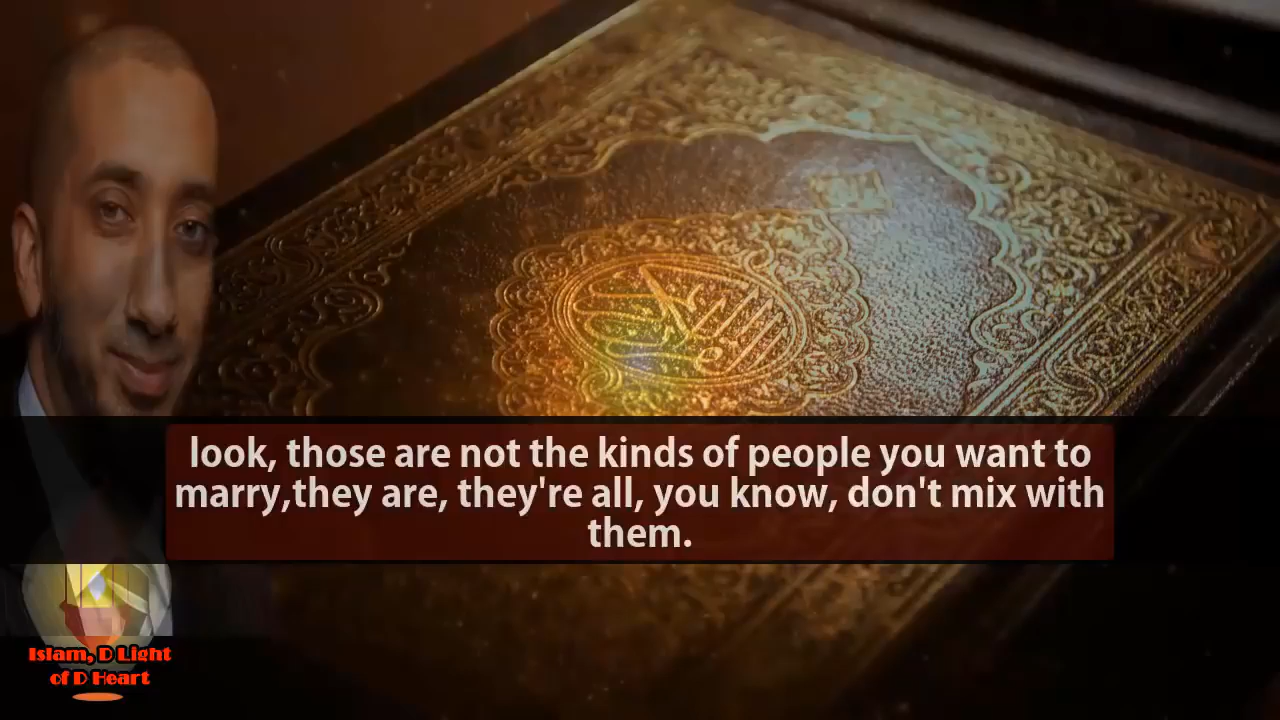 look, those are not the kinds of people you want to
marry,they are, they're all, you know, don't mix with
them.
Islam, D Light
of D Heart